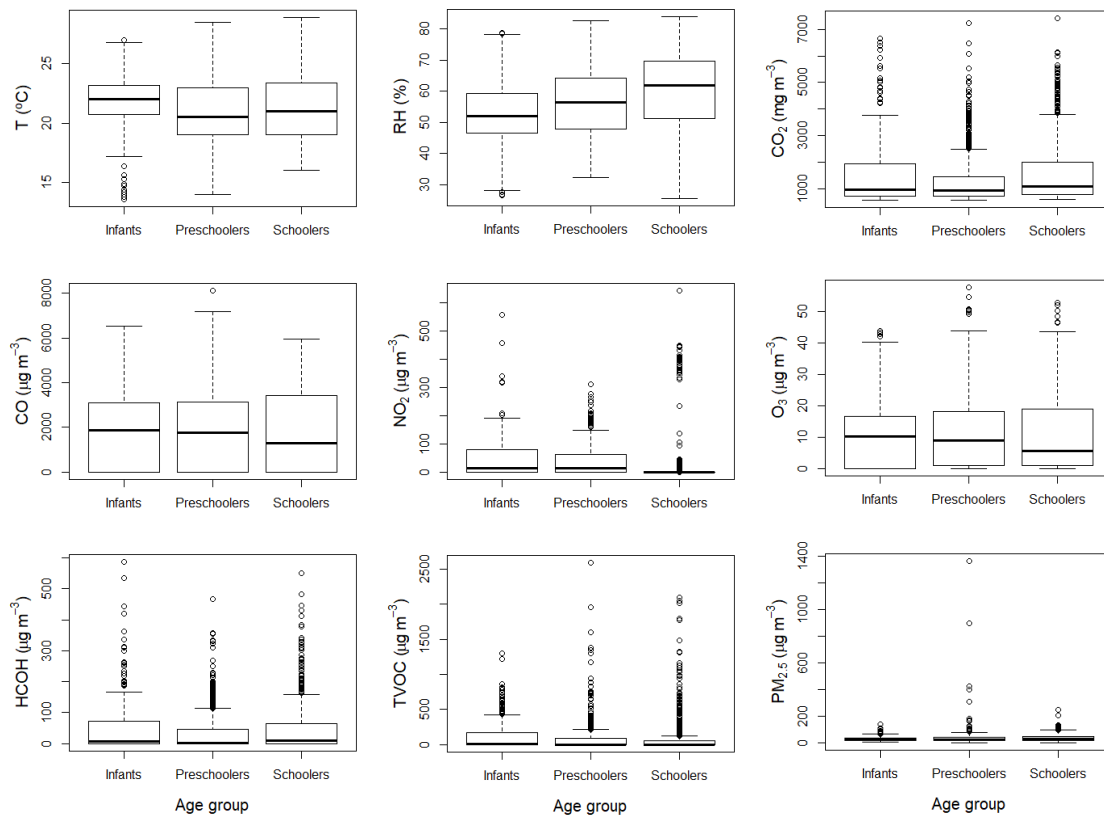 T (ºC)
25
20
15
Infants Preschoolers Schoolers
RH (%)
80
70
60
50
40
30
Infants Preschoolers Schoolers
CO₂ (mg m⁻³)
7000
5000
3000
1000
Infants Preschoolers Schoolers
CO (µg m⁻³)
8000
6000
4000
2000
0
Infants Preschoolers Schoolers
NO₂ (µg m⁻³)
500
300
100
0
Infants Preschoolers Schoolers
O₃ (µg m⁻³)
50
40
30
20
10
0
Infants Preschoolers Schoolers
HCOH (µg m⁻³)
500
300
100
0
Infants Preschoolers Schoolers
Age group
TVOC (µg m⁻³)
2500
1500
500
0
Infants Preschoolers Schoolers
PM₂.₅ (µg m⁻³)
1400
1000
600
200
0
Infants Preschoolers Schoolers
Age group